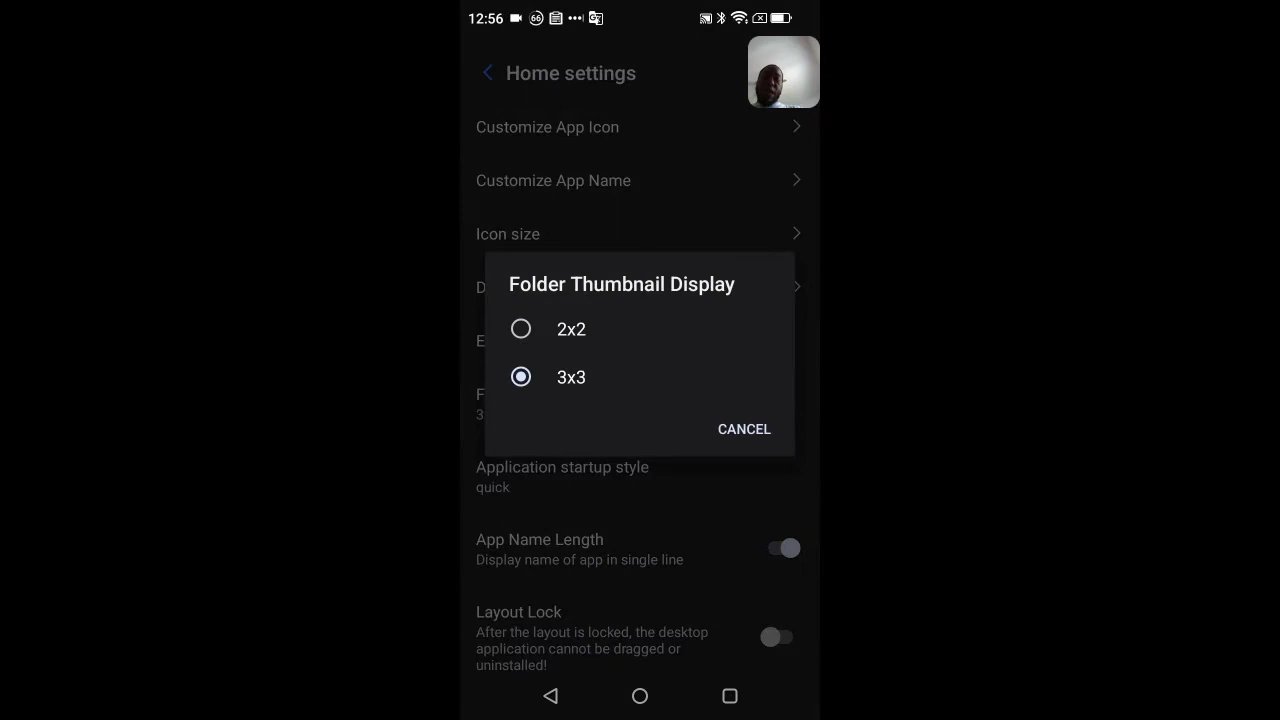 12:56
66
Home settings
Customize App Icon
Customize App Name
Icon size
D
Folder Thumbnail Display
2x2
E
3x3
F
3
CANCEL
Application startup style
quick
App Name Length
Display name of app in single line
Layout Lock
After the layout is locked, the desktop
application cannot be dragged or
uninstalled!